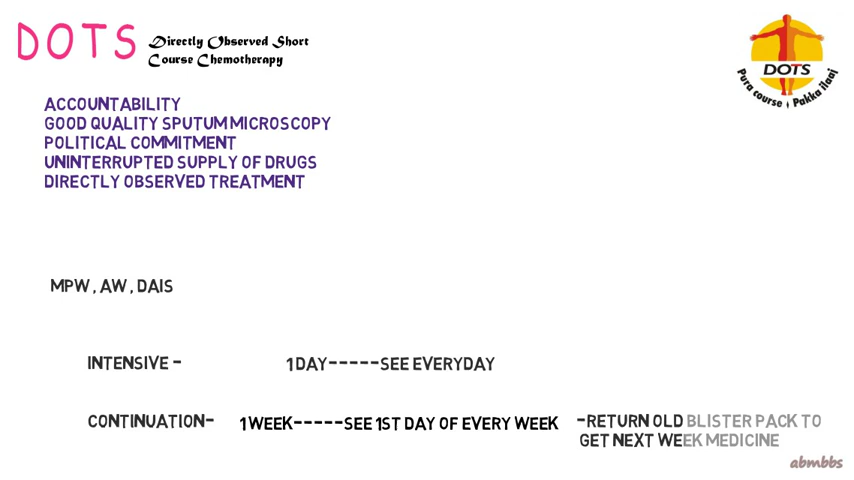 DOTS Directly Observed Short
Course Chemotherapy
DOTS
Pura course Pakka ilaaj
ACCOUNTABILITY
GOOD QUALITY SPUTUM MICROSCOPY
POLITICAL COMMITMENT
UNINTERRUPTED SUPPLY OF DRUGS
DIRECTLY OBSERVED TREATMENT
MPW , AW , DAIS
INTENSIVE - 1 DAY-----SEE EVERYDAY
CONTINUATION- 1 WEEK-----SEE 1ST DAY OF EVERY WEEK -RETURN OLD BLISTER PACK TO
GET NEXT WEEK MEDICINE
abmbbs